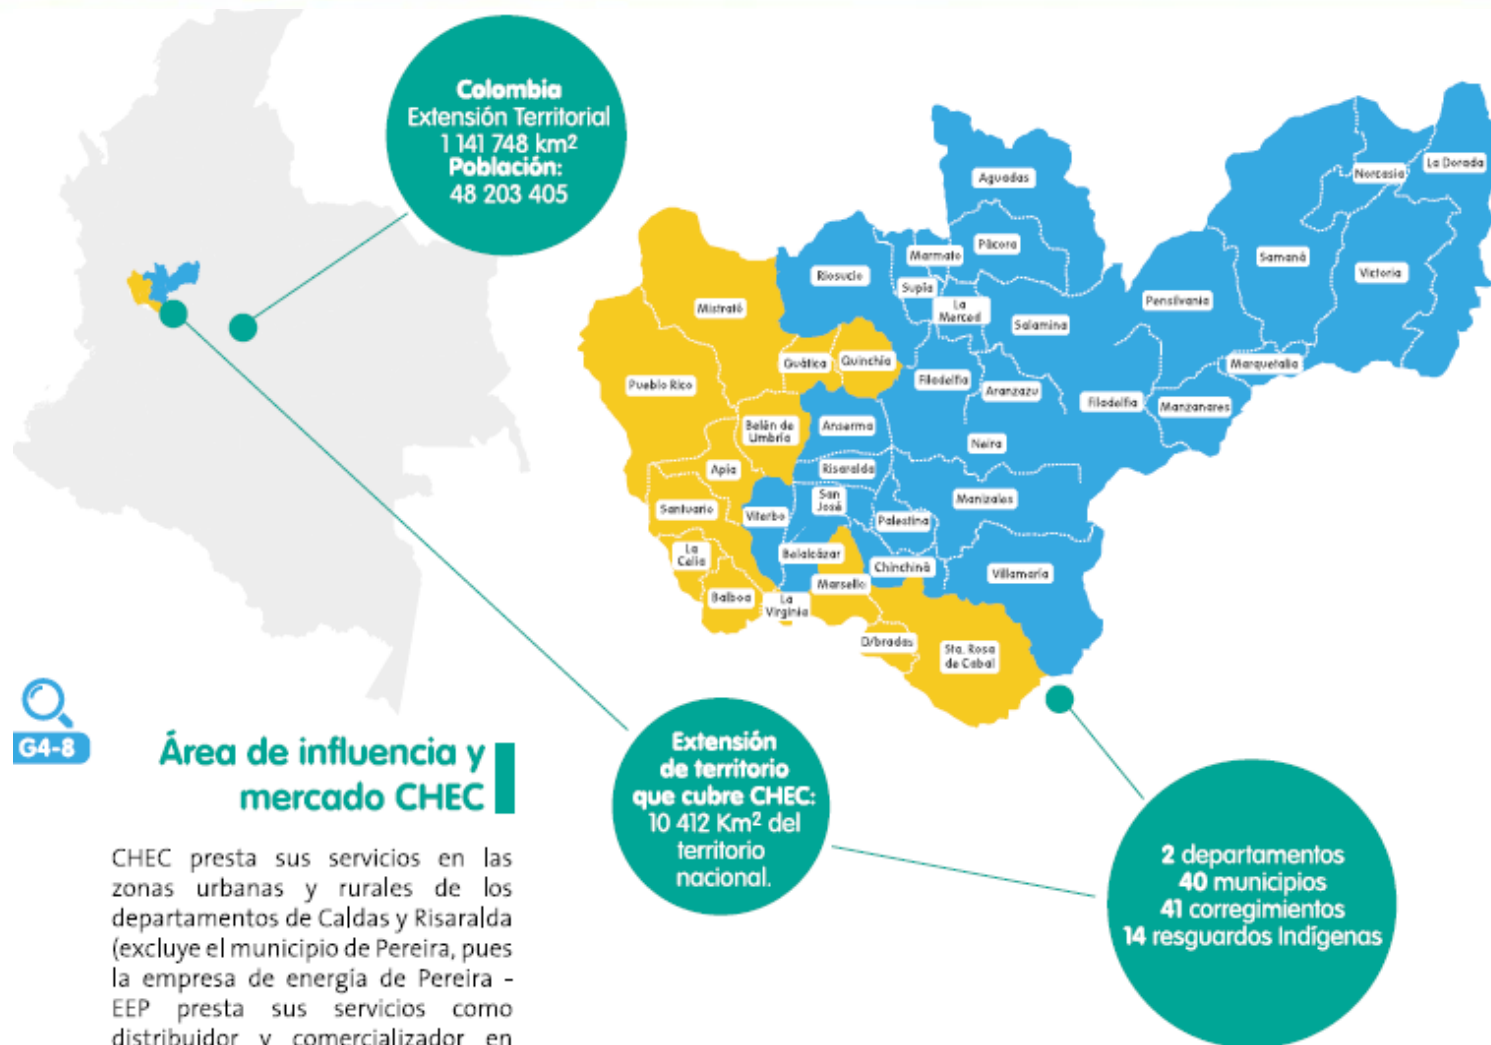 Colombia
Extensión Territorial
1 141 748 km²
Población:
48 203 405
Aguadas
Norcasia
La Dorada
Pácora
Marmato
Samaná
Riosucio
Victoria
Supía
La
Merced
Pensilvania
Mistrató
Salamina
Guática
Quinchía
Marquetalia
Pueblo Rico
Filadelfia
Aranzazu
Filadelfia
Manzanares
Belén de
Umbría
Anserma
Neira
Apía
Risaralda
San
José
Manizales
Santuario
Viterbo
Palestina
La
Celia
Belalcázar
Chinchiná
Villamaría
Marsella
Balboa
La
Virginia
D/bradas
Sta. Rosa
de Cabal
G4-8
Área de influencia y
mercado CHEC
CHEC presta sus servicios en las
zonas urbanas y rurales de los
departamentos de Caldas y Risaralda
(excluye el municipio de Pereira, pues
la empresa de energía de Pereira -
EEP presta sus servicios como
distribuidor y comercializador en
Extensión
de territorio
que cubre CHEC:
10 412 Km² del
territorio
nacional.
2 departamentos
40 municipios
41 corregimientos
14 resguardos Indígenas